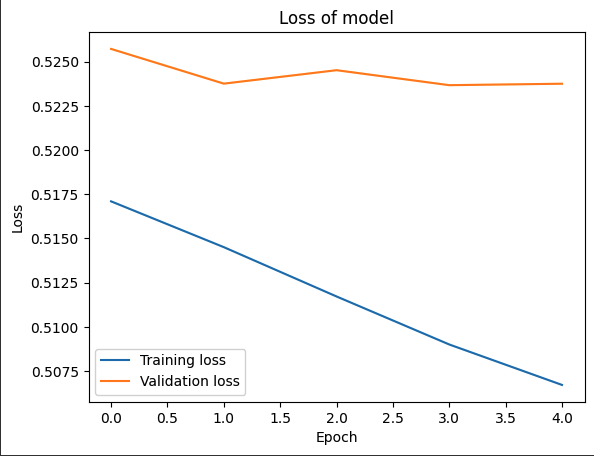 Loss of model
0.5250
0.5225
0.5200
0.5175
0.5150
0.5125
0.5100
0.5075
Loss
Training loss
Validation loss
0.0 0.5 1.0 1.5 2.0 2.5 3.0 3.5 4.0
Epoch